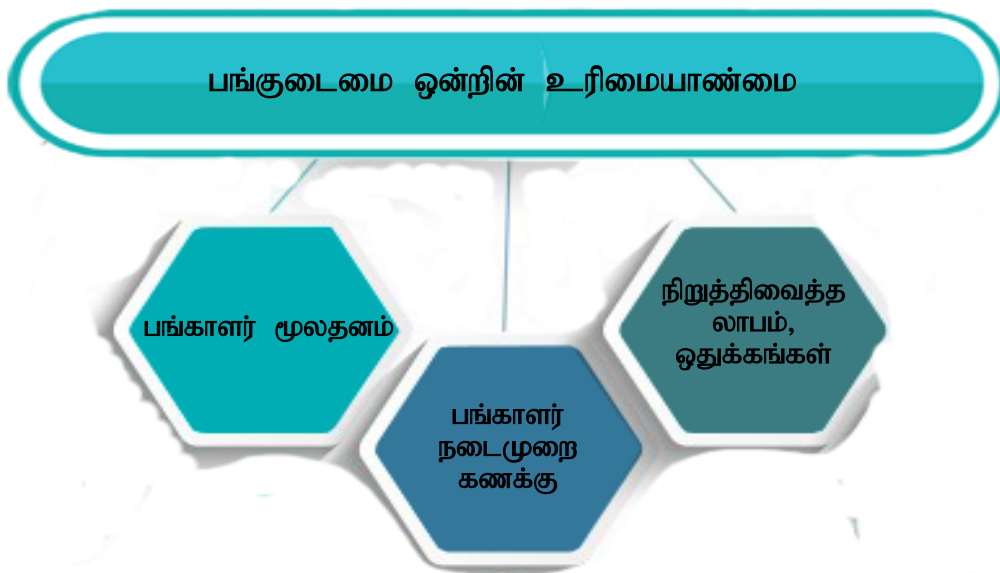 பங்குடைமை ஒன்றின் உரிமையாண்மை
பங்காளர் மூலதனம்
பங்காளர்
நடைமுறை
கணக்கு
நிறுத்திவைத்த
லாபம்,
ஒதுக்கங்கள்